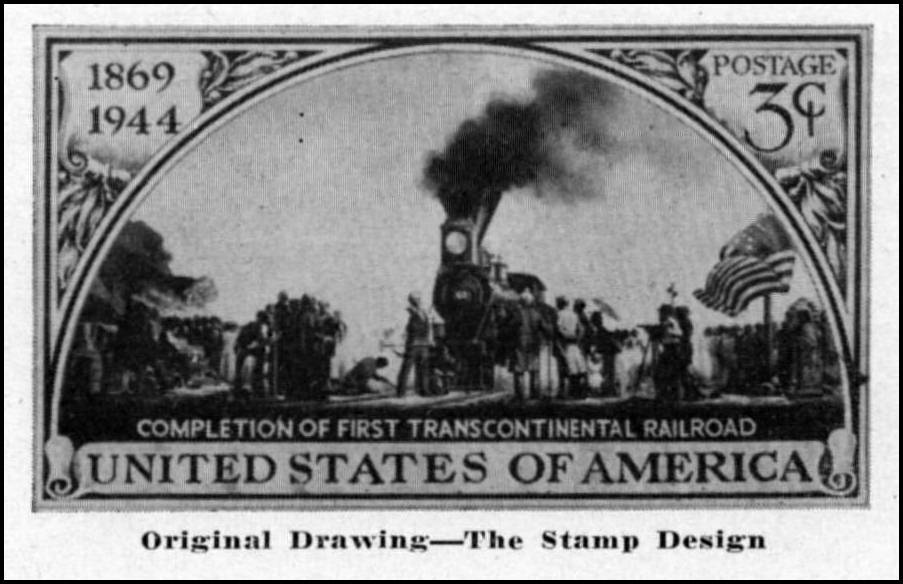 1869
1944
POSTAGE
3¢
COMPLETION OF FIRST TRANSCONTINENTAL RAILROAD
UNITED STATES OF AMERICA
Original Drawing—The Stamp Design